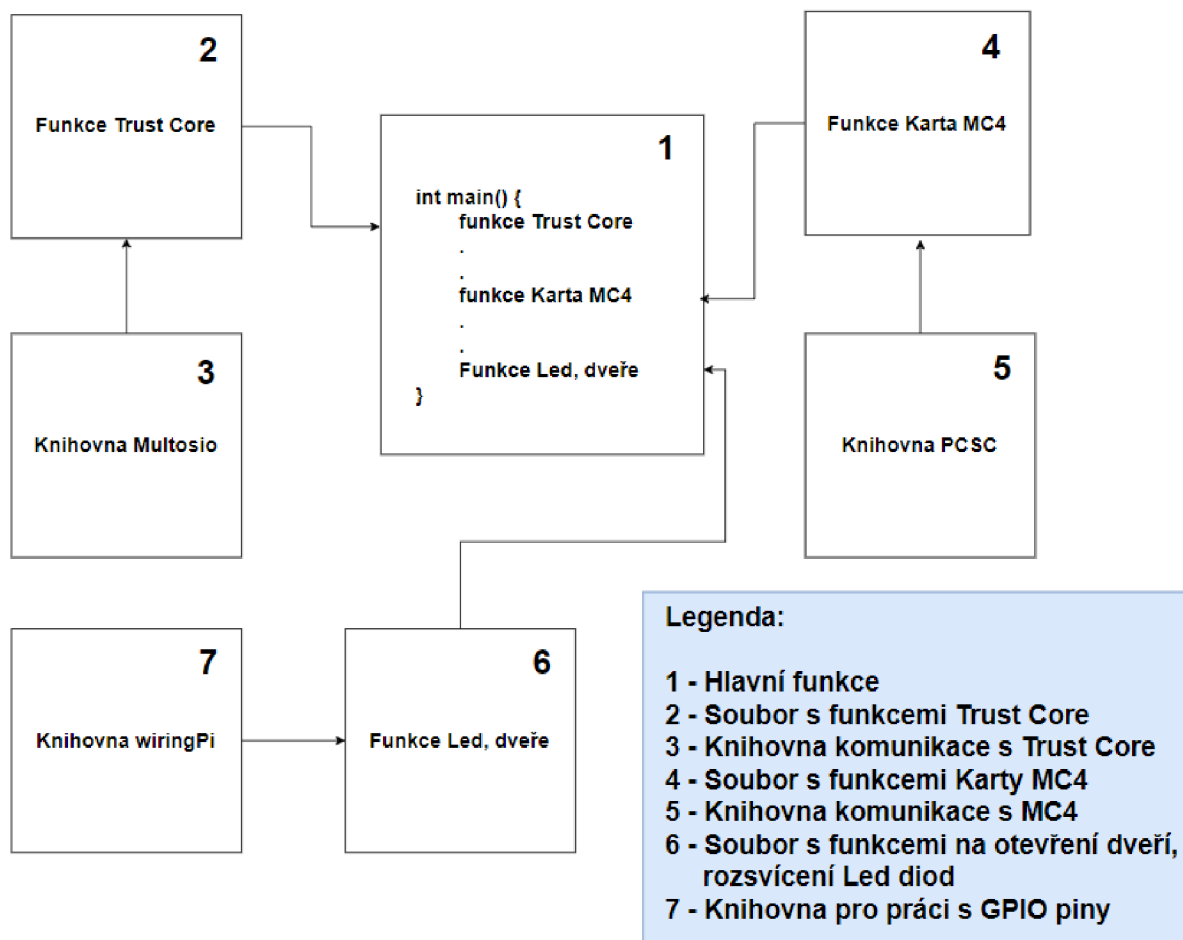 2
Funkce Trust Core
4
Funkce Karta MC4
1
int main() {
funkce Trust Core
.
.
funkce Karta MC4
.
.
Funkce Led, dveře
}
3
Knihovna Multosio
5
Knihovna PCSC
7
Knihovna wiringPi
6
Funkce Led, dveře
Legenda:
1 - Hlavní funkce
2 - Soubor s funkcemi Trust Core
3 - Knihovna komunikace s Trust Core
4 - Soubor s funkcemi Karty MC4
5 - Knihovna komunikace s MC4
6 - Soubor s funkcemi na otevření dveří,
rozsvícení Led diod
7 - Knihovna pro práci s GPIO piny